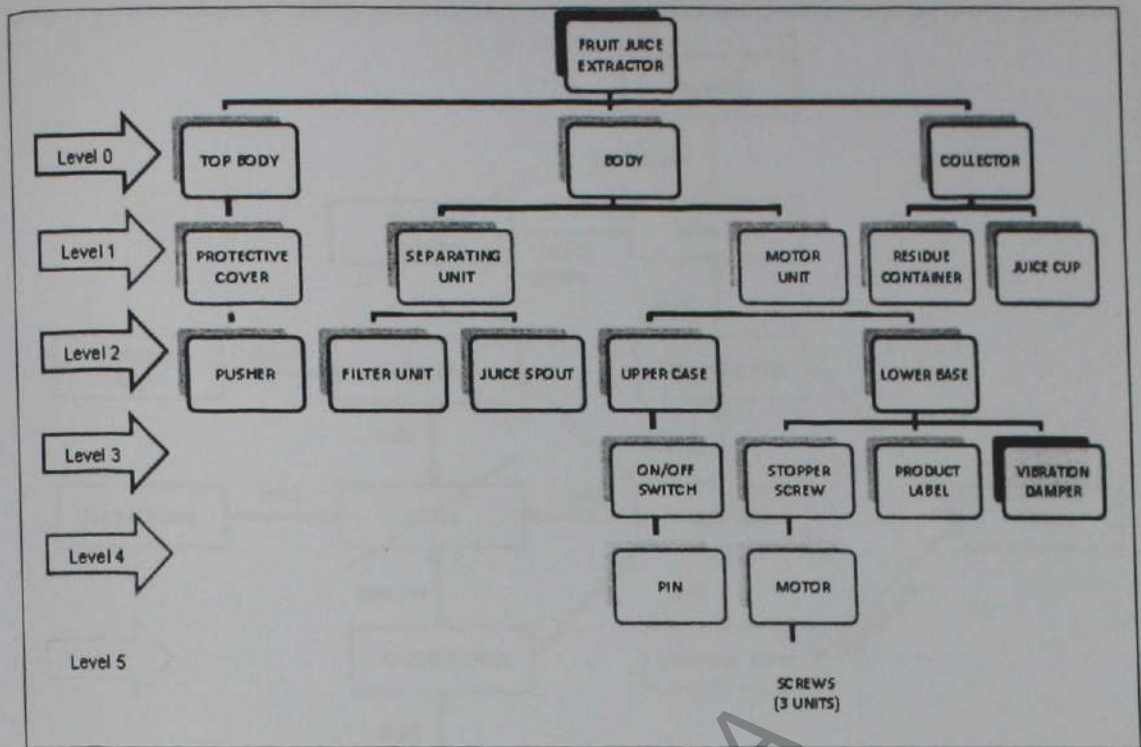 FRUIT JUICE
EXTRACTOR
Level 0
TOP BODY
BODY
COLLECTOR
Level 1
PROTECTIVE
COVER
SEPARATING
UNIT
MOTOR
UNIT
RESIDUE
CONTAINER
JUICE CUP
Level 2
PUSHER
FILTER UNIT
JUICE SPOUT
UPPER CASE
LOWER BASE
Level 3
ON/OFF
SWITCH
STOPPER
SCREW
PRODUCT
LABEL
VIBRATION
DAMPER
Level 4
PIN
MOTOR
Level 5
SCREWS
(3 UNITS)